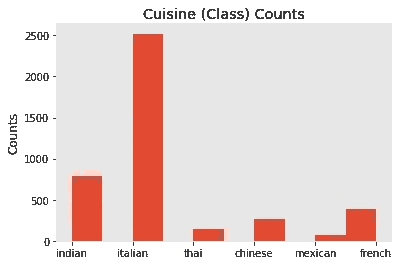 Cuisine (Class) Counts
2500
2000
1500
1000
500
0
Counts
indian italian thai chinese mexican french